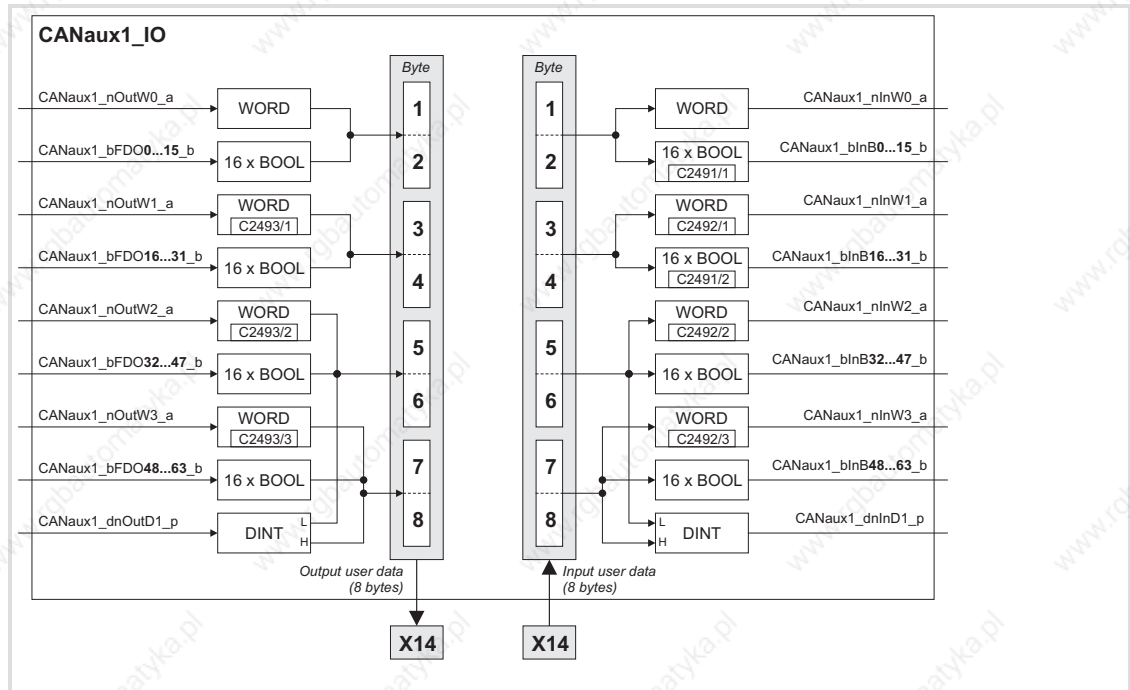 CANaux1_IO
Byte
Byte
CANaux1_nOutW0_a
WORD
1
1
WORD
CANaux1_nInW0_a
CANaux1_bFDO0...15_b
16 x BOOL
2
2
16 x BOOL
C2491/1
CANaux1_bInB0...15_b
CANaux1_nOutW1_a
WORD
C2493/1
3
3
WORD
C2492/1
CANaux1_nInW1_a
CANaux1_bFDO16...31_b
16 x BOOL
4
4
16 x BOOL
C2491/2
CANaux1_bInB16...31_b
CANaux1_nOutW2_a
WORD
C2493/2
5
5
WORD
C2492/2
CANaux1_nInW2_a
CANaux1_bFDO32...47_b
16 x BOOL
6
6
16 x BOOL
CANaux1_bInB32...47_b
CANaux1_nOutW3_a
WORD
C2493/3
7
7
WORD
C2492/3
CANaux1_nInW3_a
CANaux1_bFDO48...63_b
16 x BOOL
8
8
16 x BOOL
CANaux1_bInB48...63_b
CANaux1_dnOutD1_p
DINT
L
H
L
H
DINT
CANaux1_dnInD1_p
Output user data
(8 bytes)
Input user data
(8 bytes)
X14
X14
www.rgbautomatyka.pl